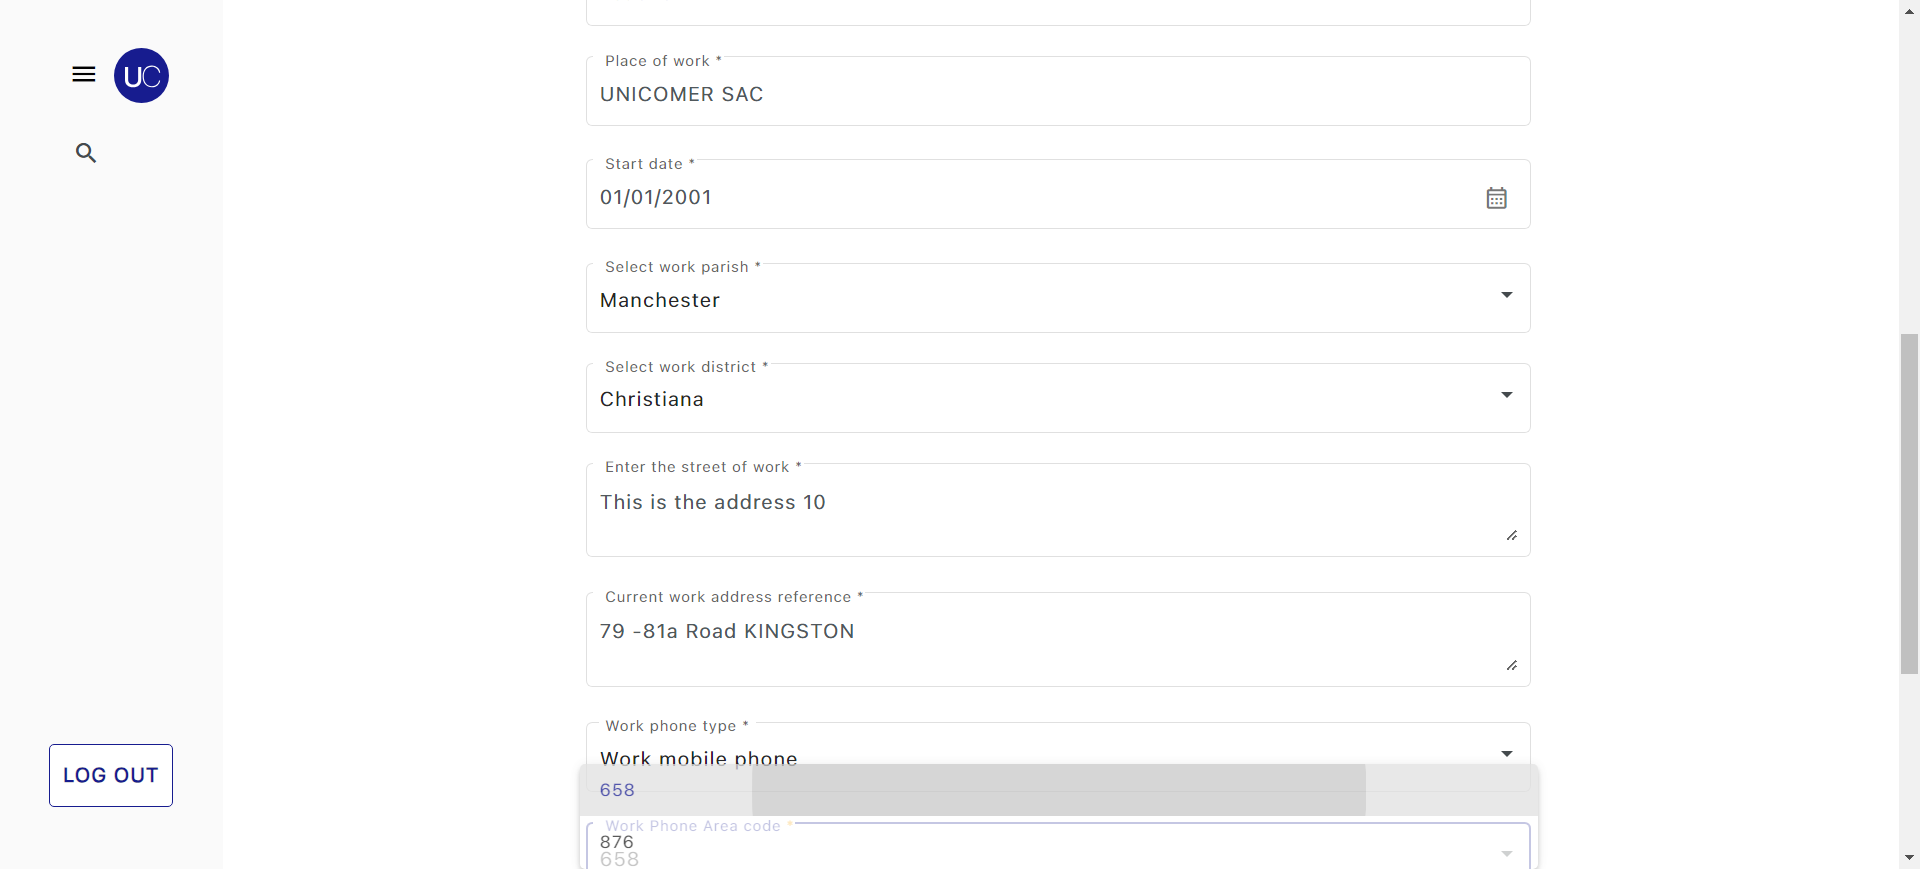 UC
Place of work *
UNICOMER SAC
Start date *
01/01/2001
Select work parish *
Manchester
Select work district *
Christiana
Enter the street of work *
This is the address 10
Current work address reference *
79 -81a Road KINGSTON
Work phone type *
Work mobile phone
LOG OUT
658
Work Phone Area code *
876
658